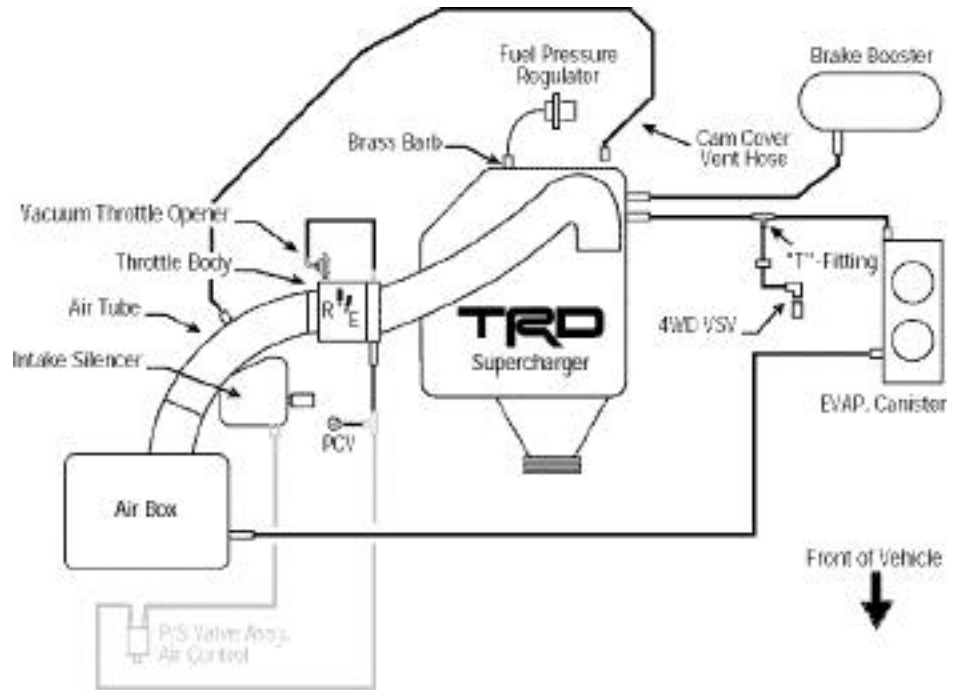 Fuel Pressure
Regulator
Brake Booster
Brass Barb
Cam Cover
Vent Hose
Vacuum Throttle Opener
Throttle Body
"T"-Fitting
Air Tube
R E
4WD VSV
TRD
Intake Silencer
Supercharger
EVAP. Canister
PCV
Air Box
Front of Vehicle
P/S Valve Assy.
Air Control